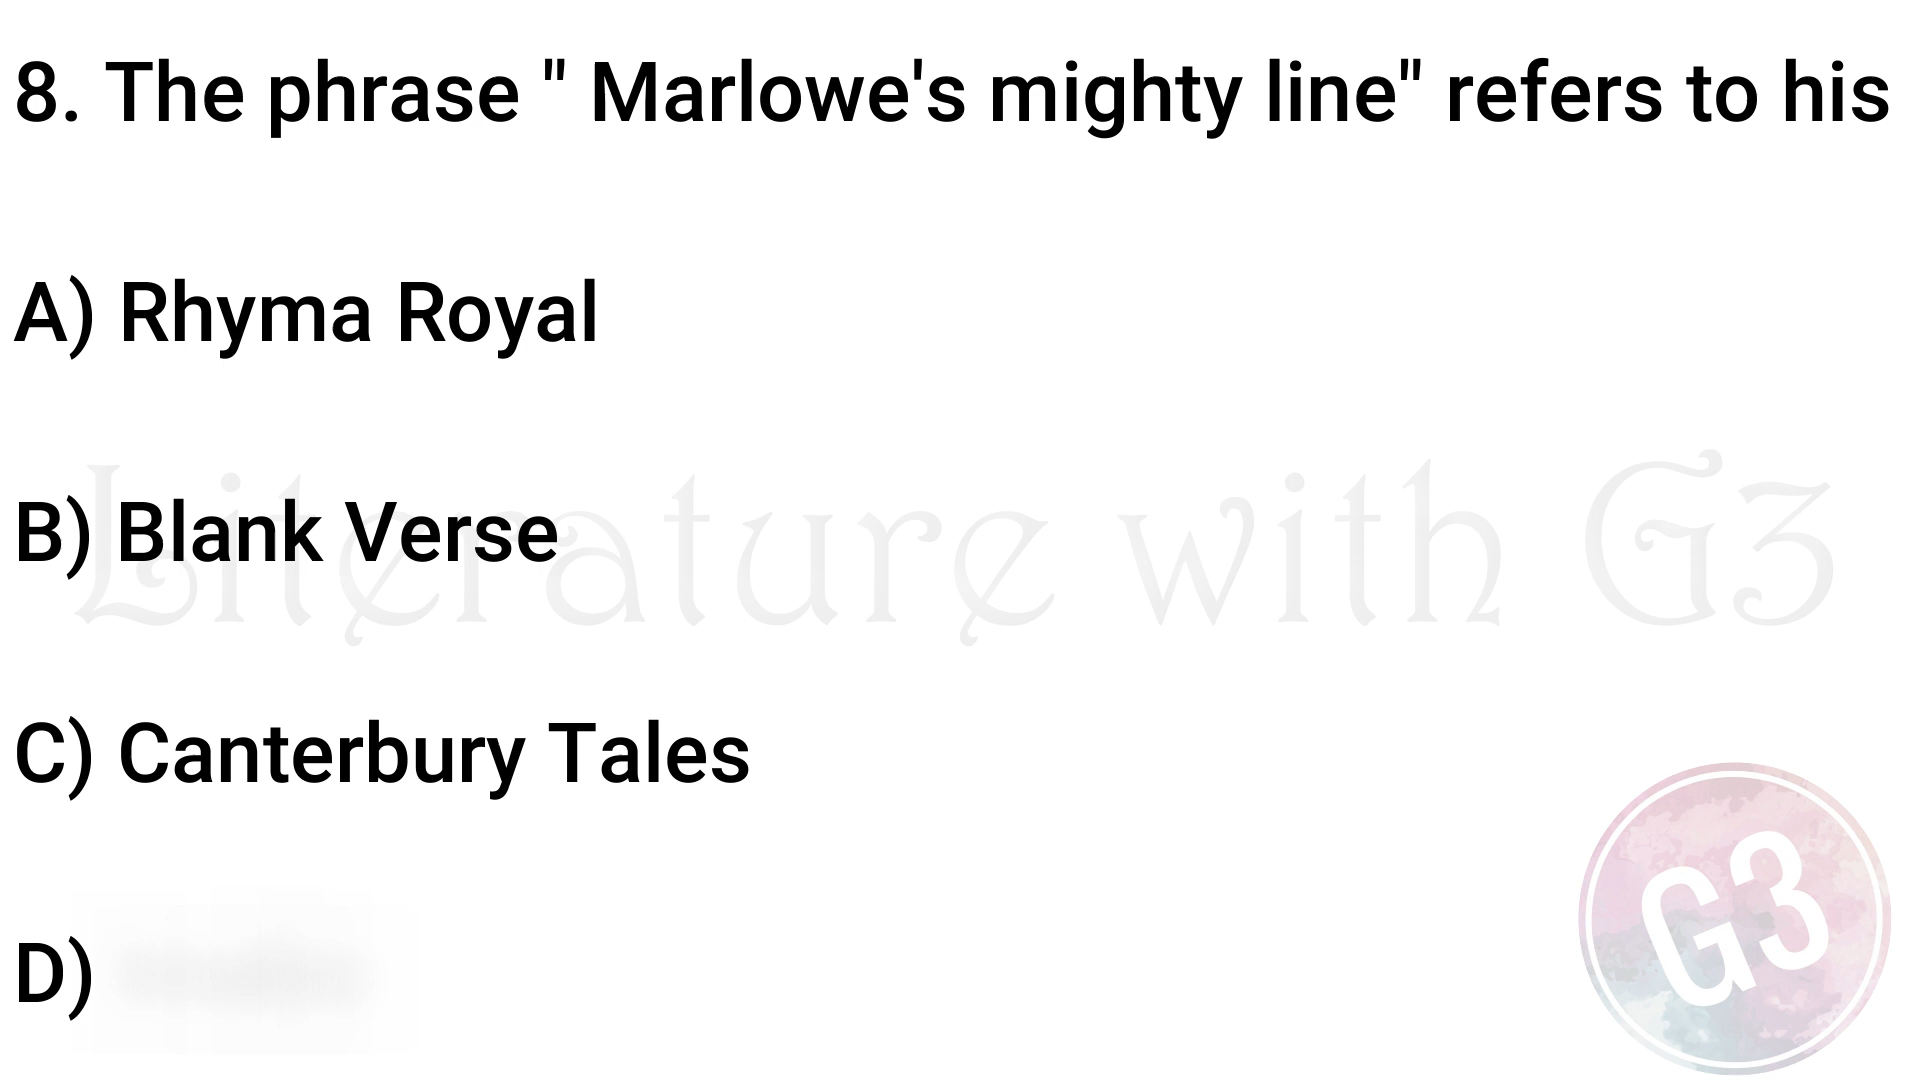 8. The phrase " Marlowe's mighty line" refers to his
A) Rhyma Royal
B) Blank Verse
Literature with G3
C) Canterbury Tales
G3
D)